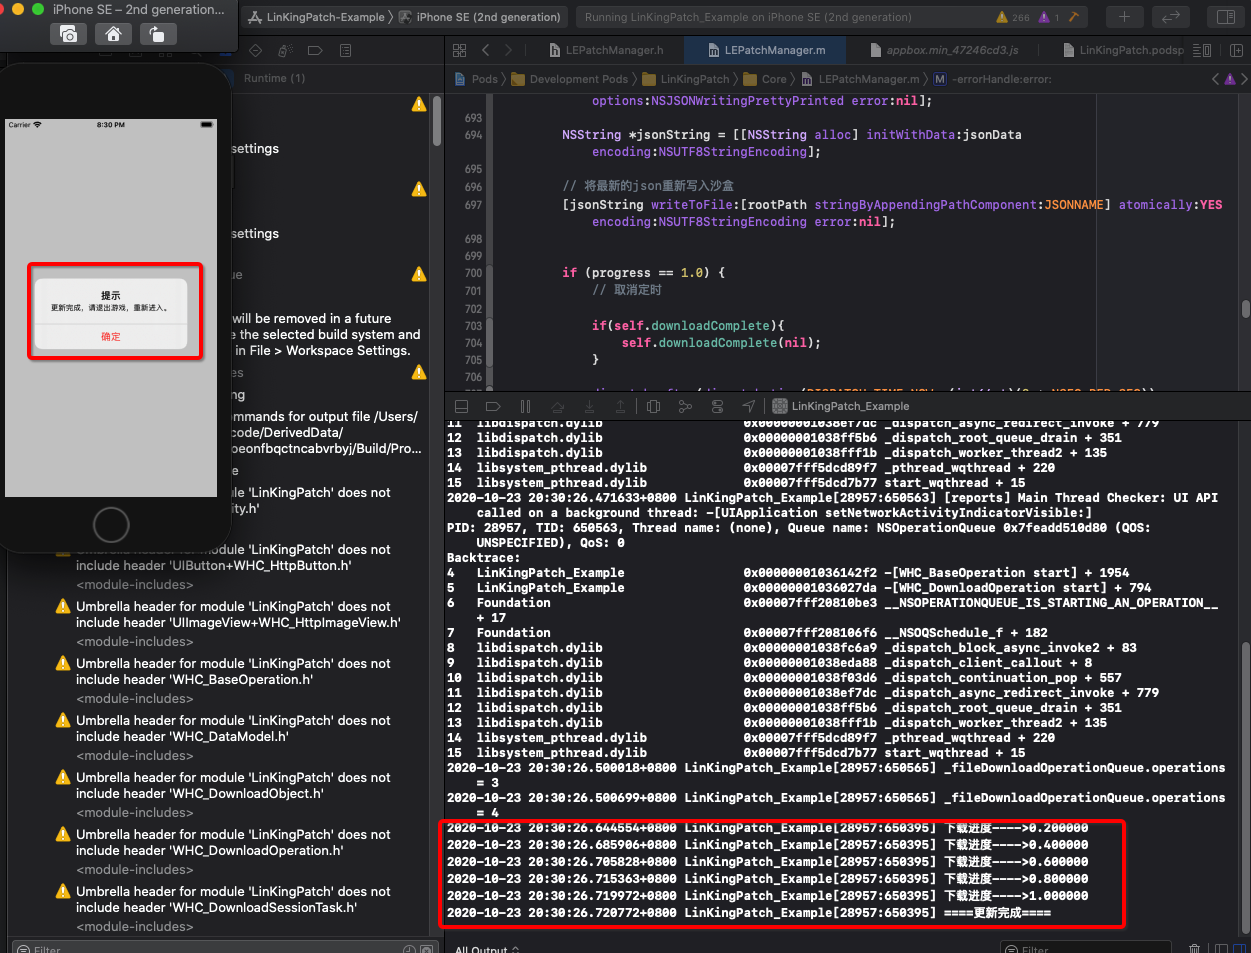 iPhone SE – 2nd generation...
LinKingPatch-Example
iPhone SE (2nd generation)
Running LinKingPatch_Example on iPhone SE (2nd generation)
266
1
Runtime (1)
LEPatchManager.h
LEPatchManager.m
appbox.min_47246cd3.js
LinKingPatch.podsp
Pods
Development Pods
LinKingPatch
Core
LEPatchManager.m
M
-errorHandle:error:
Carrier
8:30 PM
提示
更新完成，请退出游戏，重新进入。
确定
settings
settings
ue
will be removed in a future
e the selected build system and
in File > Workspace Settings.
es
ng
ommands for output file /Users/
code/DerivedData/
oeonfbqctncabvrbyj/Build/Pro...
e
ule 'LinKingPatch' does not
ity.h'
Umbrella header for module 'LinKingPatch' does not
include header 'UIButton+WHC_HttpButton.h'
<module-includes>
Umbrella header for module 'LinKingPatch' does not
include header 'UIImageView+WHC_HttpImageView.h'
<module-includes>
Umbrella header for module 'LinKingPatch' does not
include header 'WHC_BaseOperation.h'
<module-includes>
Umbrella header for module 'LinKingPatch' does not
include header 'WHC_DataModel.h'
<module-includes>
Umbrella header for module 'LinKingPatch' does not
include header 'WHC_DownloadObject.h'
<module-includes>
Umbrella header for module 'LinKingPatch' does not
include header 'WHC_DownloadOperation.h'
<module-includes>
Umbrella header for module 'LinKingPatch' does not
include header 'WHC_DownloadSessionTask.h'
<module-includes>
Filter
options:NSJSONWritingPrettyPrinted error:nil];
693
694 NSString *jsonString = [[NSString alloc] initWithData:jsonData
encoding:NSUTF8StringEncoding];
695
696 // 将最新的json重新写入沙盒
697 [jsonString writeToFile:[rootPath stringByAppendingPathComponent:JSONNAME] atomically:YES
encoding:NSUTF8StringEncoding error:nil];
698
699
700 if (progress == 1.0) {
701 // 取消定时
702
703 if(self.downloadComplete){
704 self.downloadComplete(nil);
705 }
706
LinKingPatch_Example
11 libdispatch.dylib 0x00000001038ef7dc _dispatch_async_redirect_invoke + 779
12 libdispatch.dylib 0x00000001038ff5b6 _dispatch_root_queue_drain + 351
13 libdispatch.dylib 0x00000001038fff1b _dispatch_worker_thread2 + 135
14 libsystem_pthread.dylib 0x00007fff5dcd89f7 _pthread_wqthread + 220
15 libsystem_pthread.dylib 0x00007fff5dcd7b77 start_wqthread + 15
2020-10-23 20:30:26.471633+0800 LinKingPatch_Example[28957:650563] [reports] Main Thread Checker: UI API
called on a background thread: -[UIApplication setNetworkActivityIndicatorVisible:]
PID: 28957, TID: 650563, Thread name: (none), Queue name: NSOperationQueue 0x7feadd510d80 (QOS:
UNSPECIFIED), QoS: 0
Backtrace:
4 LinKingPatch_Example 0x00000001036142f2 -[WHC_BaseOperation start] + 1954
5 LinKingPatch_Example 0x00000001036027da -[WHC_DownloadOperation start] + 794
6 Foundation 0x00007fff20810be3 __NSOPERATIONQUEUE_IS_STARTING_AN_OPERATION__
+ 17
7 Foundation 0x00007fff208106f6 __NSOQSchedule_f + 182
8 libdispatch.dylib 0x00000001038fc6a9 _dispatch_block_async_invoke2 + 83
9 libdispatch.dylib 0x00000001038eda88 _dispatch_client_callout + 8
10 libdispatch.dylib 0x00000001038f03d6 _dispatch_continuation_pop + 557
11 libdispatch.dylib 0x00000001038ef7dc _dispatch_async_redirect_invoke + 779
12 libdispatch.dylib 0x00000001038ff5b6 _dispatch_root_queue_drain + 351
13 libdispatch.dylib 0x00000001038fff1b _dispatch_worker_thread2 + 135
14 libsystem_pthread.dylib 0x00007fff5dcd89f7 _pthread_wqthread + 220
15 libsystem_pthread.dylib 0x00007fff5dcd7b77 start_wqthread + 15
2020-10-23 20:30:26.500018+0800 LinKingPatch_Example[28957:650565] _fileDownloadOperationQueue.operations
= 3
2020-10-23 20:30:26.500699+0800 LinKingPatch_Example[28957:650565] _fileDownloadOperationQueue.operations
= 4
2020-10-23 20:30:26.644554+0800 LinKingPatch_Example[28957:650395] 下载进度---->0.200000
2020-10-23 20:30:26.685906+0800 LinKingPatch_Example[28957:650395] 下载进度---->0.400000
2020-10-23 20:30:26.705828+0800 LinKingPatch_Example[28957:650395] 下载进度---->0.600000
2020-10-23 20:30:26.715363+0800 LinKingPatch_Example[28957:650395] 下载进度---->0.800000
2020-10-23 20:30:26.719972+0800 LinKingPatch_Example[28957:650395] 下载进度---->1.000000
2020-10-23 20:30:26.720772+0800 LinKingPatch_Example[28957:650395] ====更新完成====
All Output
Filter